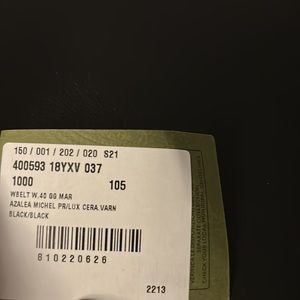 150 / 001 / 202 / 020 S21
400593 18YXV 037
1000 105
WBELT W.40 GG MAR
AZALEA MICHEL PR/LUX CERA.VARN
BLACK/BLACK
810220626
2213